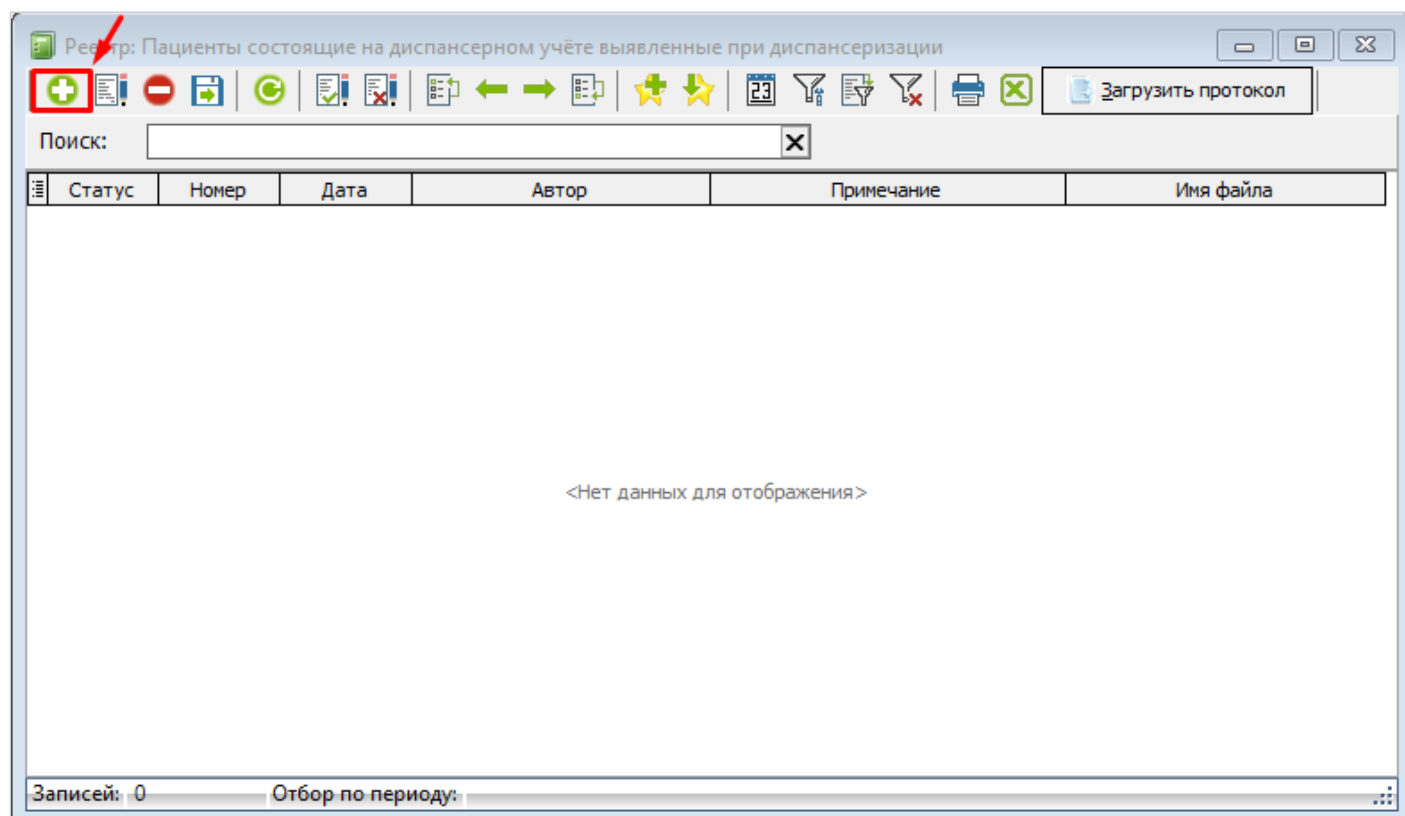 Реестр: Пациенты состоящие на диспансерном учёте выявленные при диспансеризации
23 Загрузить протокол
Поиск:
Статус Номер Дата Автор Примечание Имя файла
<Нет данных для отображения>
Записей: 0 Отбор по периоду: